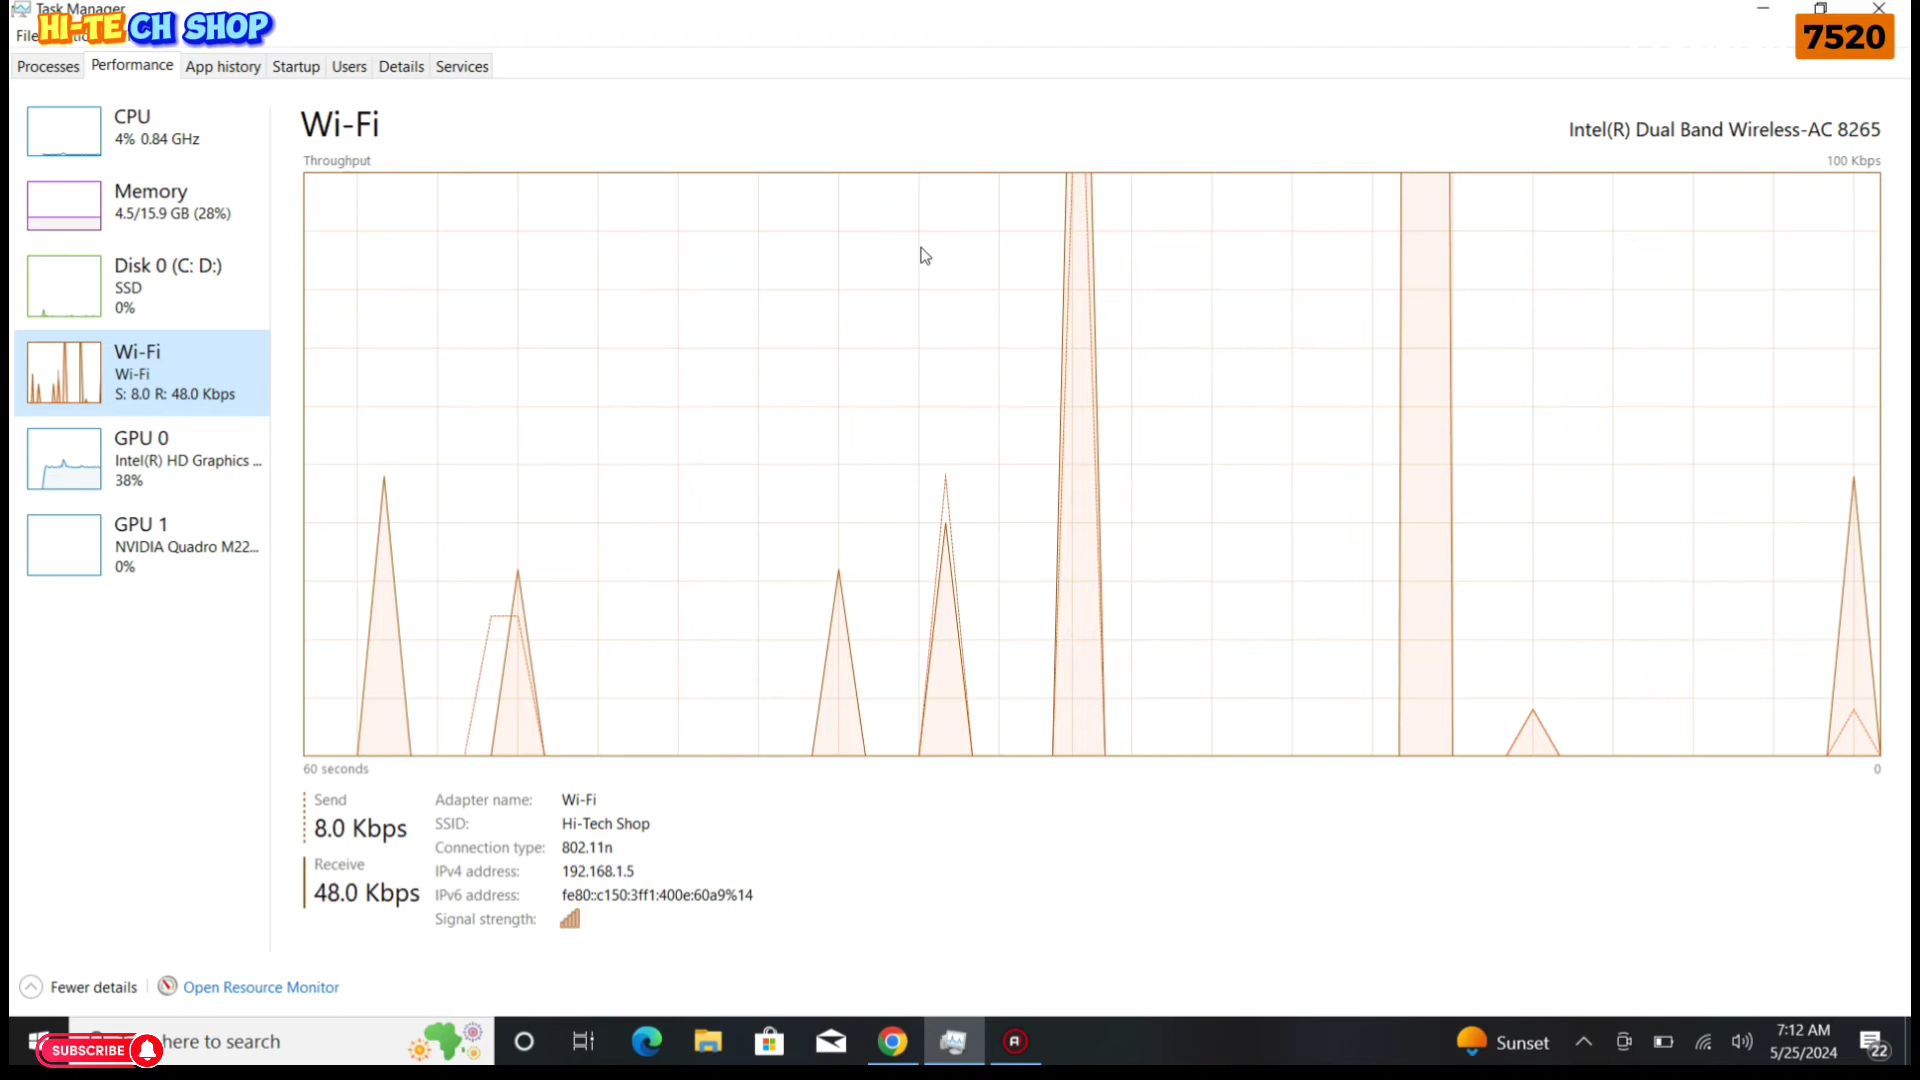 Task Manager
HI-TECH SHOP
File
7520
Processes Performance App history Startup Users Details Services
CPU
4% 0.84 GHz
Memory
4.5/15.9 GB (28%)
Disk 0 (C: D:)
SSD
0%
Wi-Fi
Wi-Fi
S: 8.0 R: 48.0 Kbps
GPU 0
Intel(R) HD Graphics ...
38%
GPU 1
NVIDIA Quadro M22...
0%
Wi-Fi
Intel(R) Dual Band Wireless-AC 8265
Throughput
100 Kbps
60 seconds
0
Send
8.0 Kbps
Receive
48.0 Kbps
Adapter name: Wi-Fi
SSID: Hi-Tech Shop
Connection type: 802.11n
IPv4 address: 192.168.1.5
IPv6 address: fe80::c150:3ff1:400e:60a9%14
Signal strength:
Fewer details
Open Resource Monitor
SUBSCRIBE
here to search
Sunset
7:12 AM
5/25/2024
22